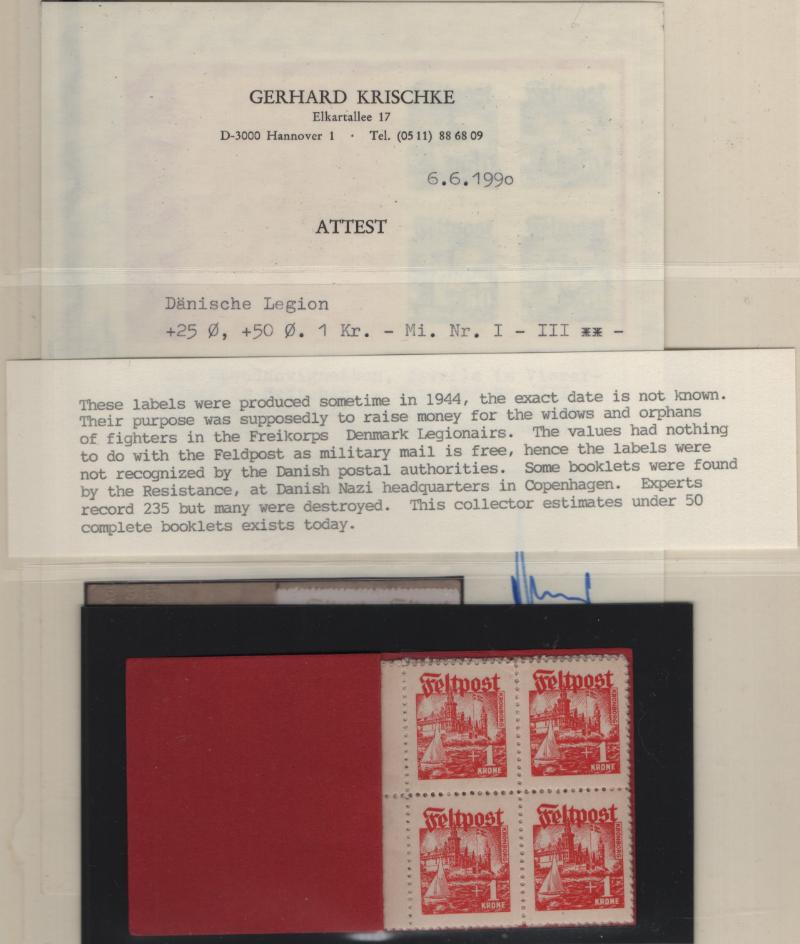 GERHARD KRISCHKE
Elkartallee 17
D-3000 Hannover 1 · Tel. (05 11) 88 68 09
6.6.1990
ATTEST
Dänische Legion
+25 Ø, +50 Ø. 1 Kr. - Mi. Nr. I - III ** -
These labels were produced sometime in 1944, the exact date is not known.
Their purpose was supposedly to raise money for the widows and orphans
of fighters in the Freikorps Denmark Legionairs. The values had nothing
to do with the Feldpost as military mail is free, hence the labels were
not recognized by the Danish postal authorities. Some booklets were found
by the Resistance, at Danish Nazi headquarters in Copenhagen. Experts
record 235 but many were destroyed. This collector estimates under 50
complete booklets exists today.
Feltpost
KRONBORG
+1
KRONE
Feltpost
KRONBORG
+1
KRONE
Feltpost
KRONBORG
+1
KRONE
Feltpost
KRONBORG
+1
KRONE